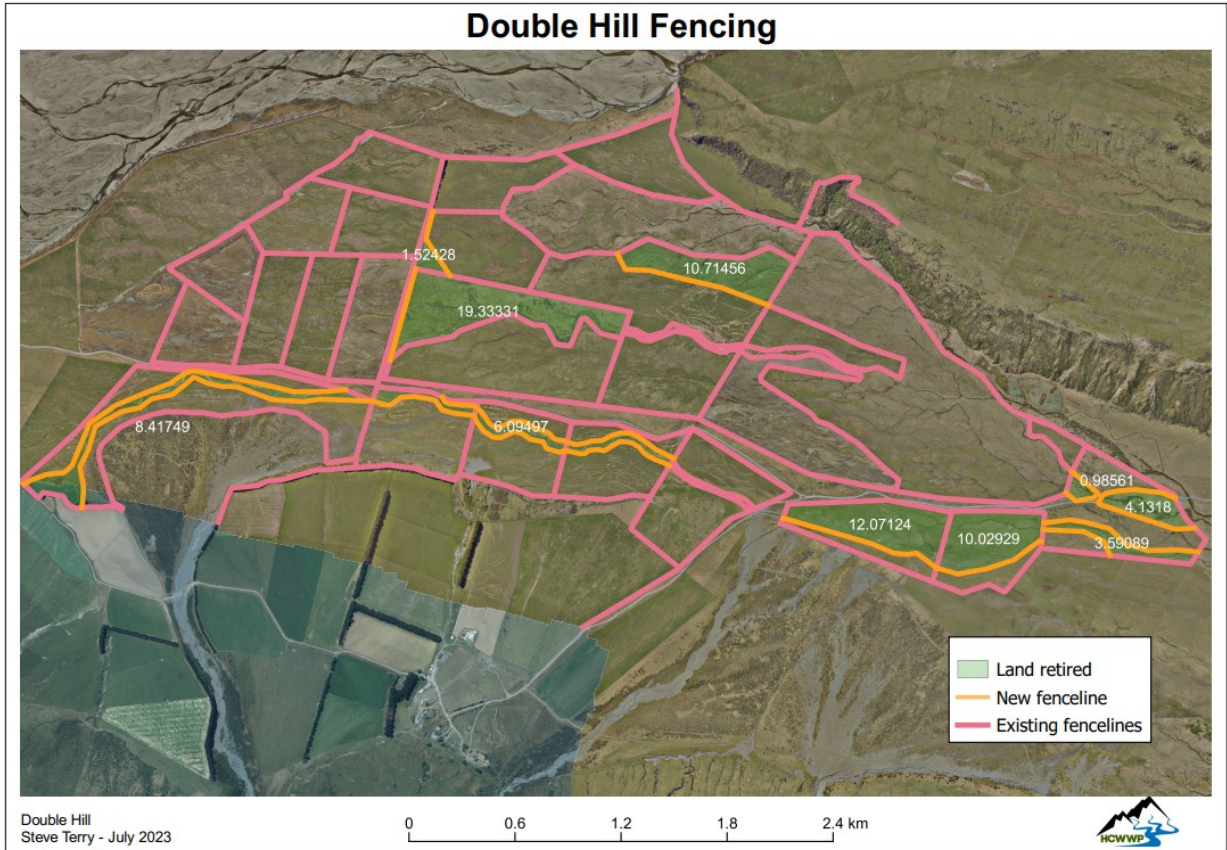 Double Hill Fencing
1.52428
10.71456
19.33331
8.41749
6.09497
0.98561
4.1318
12.07124
10.02929
3.59089
Land retired
New fenceline
Existing fencelines
Double Hill
Steve Terry - July 2023
0 0.6 1.2 1.8 2.4 km
HCWWP